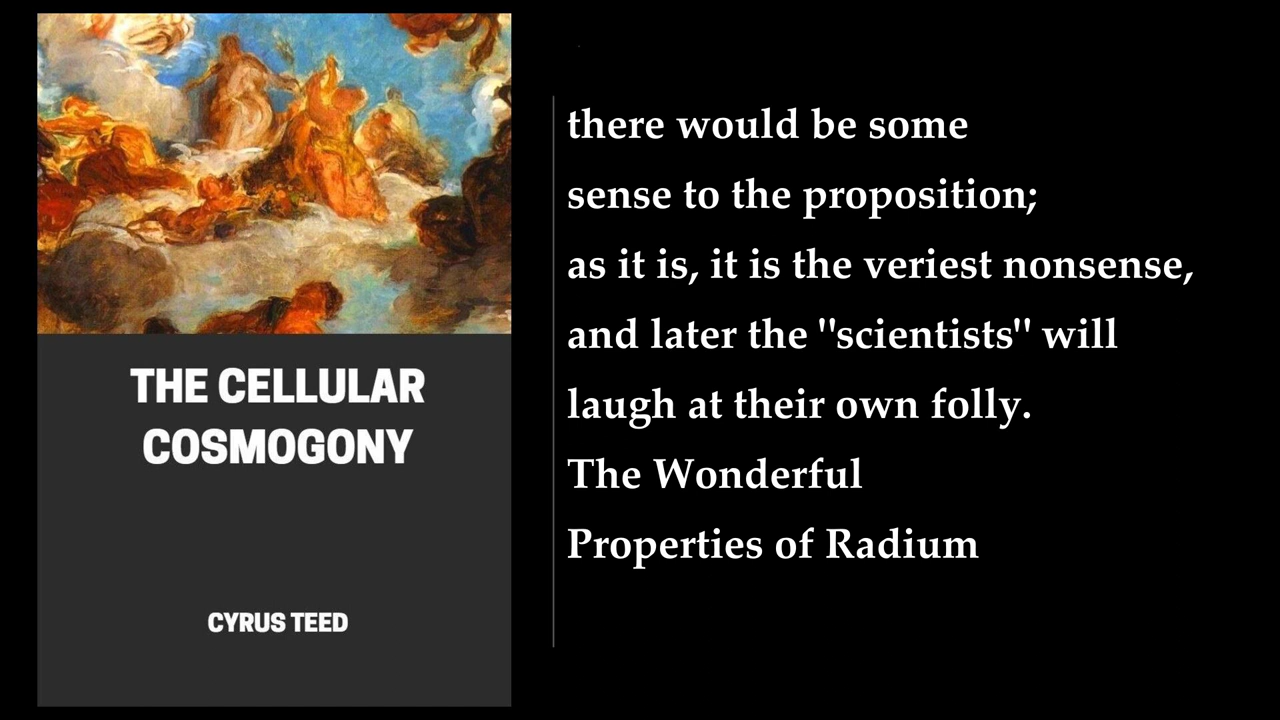 THE CELLULAR
COSMOGONY
CYRUS TEED
there would be some
sense to the proposition;
as it is, it is the veriest nonsense,
and later the "scientists" will
laugh at their own folly.
The Wonderful
Properties of Radium